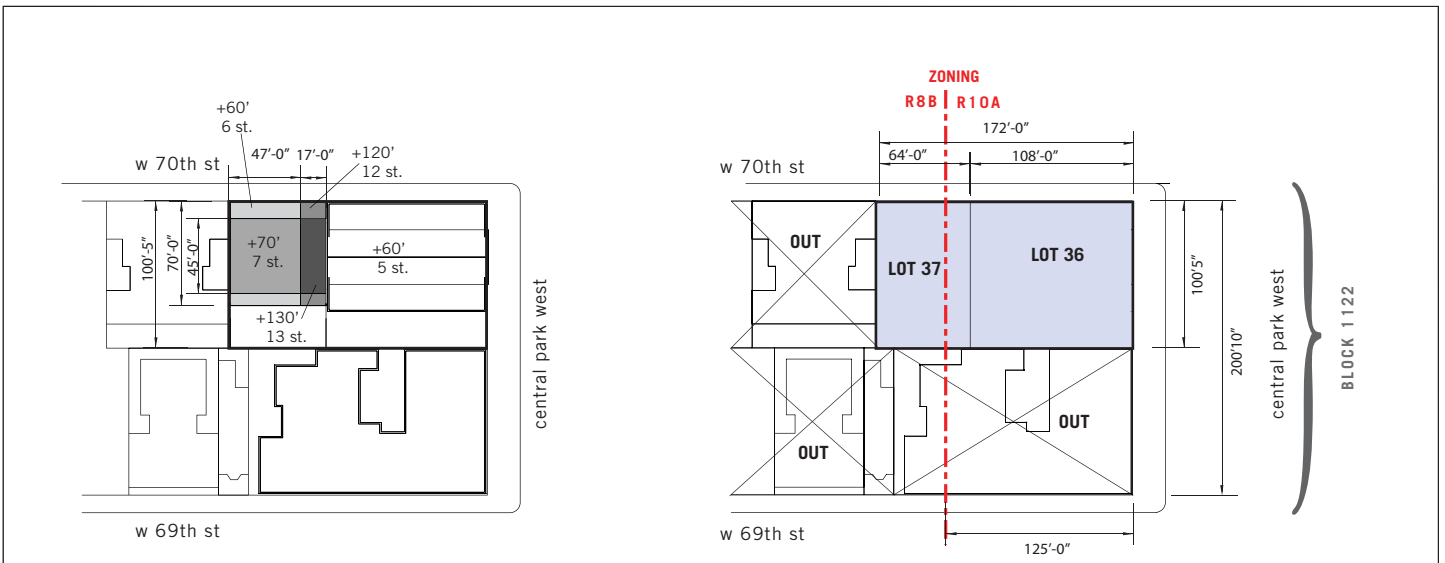 +60'
6 st.
w 70th st
47'-0" 17'-0"
+120'
12 st.
100'-5"
70'-0"
45'-0"
+70'
7 st.
+60'
5 st.
+130'
13 st.
central park west
w 69th st
ZONING
R8B R10A
172'-0"
w 70th st
64'-0" 108'-0"
OUT
LOT 37
LOT 36
100'5"
200'10"
central park west
BLOCK 1122
OUT
OUT
w 69th st
125'-0"